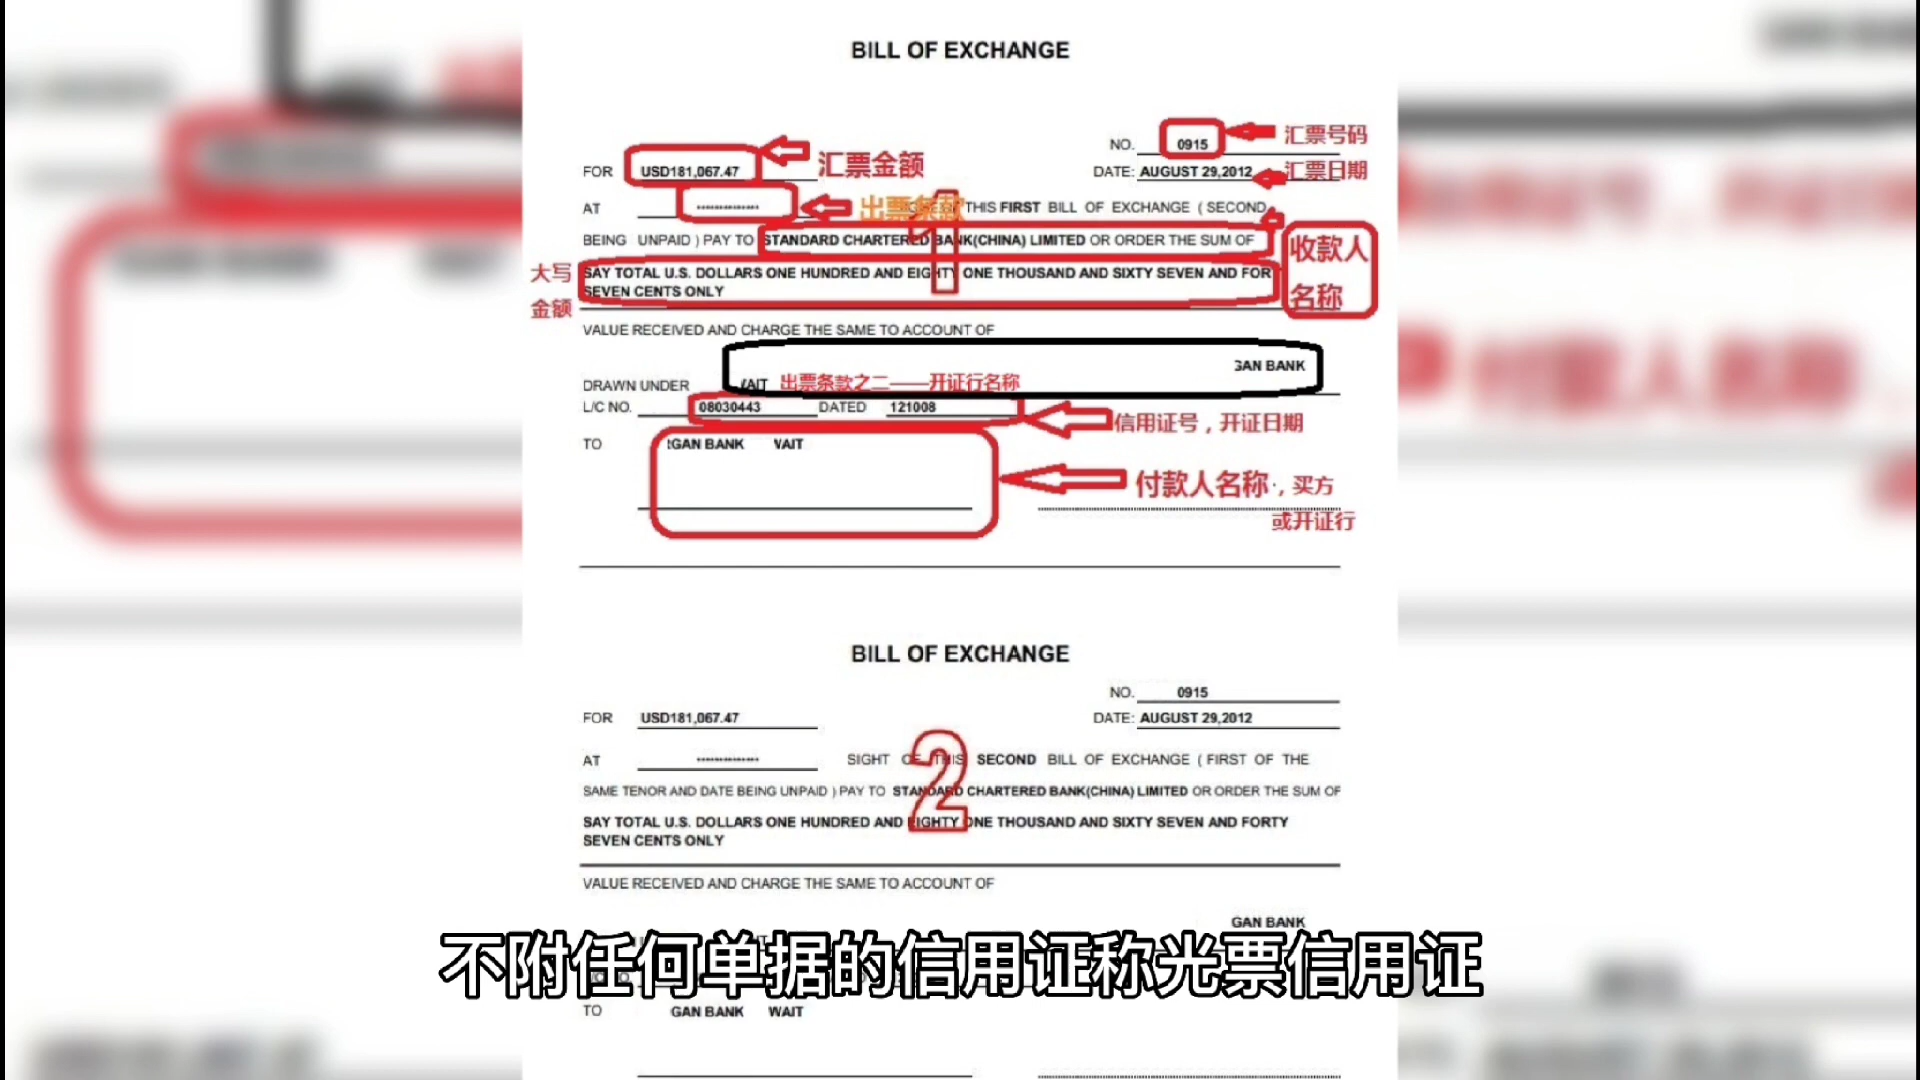 BILL OF EXCHANGE
NO. 0915 汇票号码
FOR USD181,067.47 汇票金额 DATE: AUGUST 29,2012 汇票日期
AT 出票条款 THIS FIRST BILL OF EXCHANGE ( SECOND
BEING UNPAID ) PAY TO STANDARD CHARTERED BANK(CHINA) LIMITED OR ORDER THE SUM OF
收款人
名称
大写
金额
SAY TOTAL U.S. DOLLARS ONE HUNDRED AND EIGHTY ONE THOUSAND AND SIXTY SEVEN AND FOR
SEVEN CENTS ONLY
1
VALUE RECEIVED AND CHARGE THE SAME TO ACCOUNT OF
GAN BANK
DRAWN UNDER 出票条款之二——开证行名称
L/C NO. 08030443 DATED 121008
信用证号，开证日期
TO GAN BANK WAIT
付款人名称，买方
或开证行
BILL OF EXCHANGE
NO. 0915
FOR USD181,067.47 DATE: AUGUST 29,2012
AT SIGHT OF THIS SECOND BILL OF EXCHANGE ( FIRST OF THE
2
SAME TENOR AND DATE BEING UNPAID ) PAY TO STANDARD CHARTERED BANK(CHINA) LIMITED OR ORDER THE SUM OF
SAY TOTAL U.S. DOLLARS ONE HUNDRED AND EIGHTY ONE THOUSAND AND SIXTY SEVEN AND FORTY
SEVEN CENTS ONLY
VALUE RECEIVED AND CHARGE THE SAME TO ACCOUNT OF
GAN BANK
不附任何单据的信用证称光票信用证
TO GAN BANK WAIT